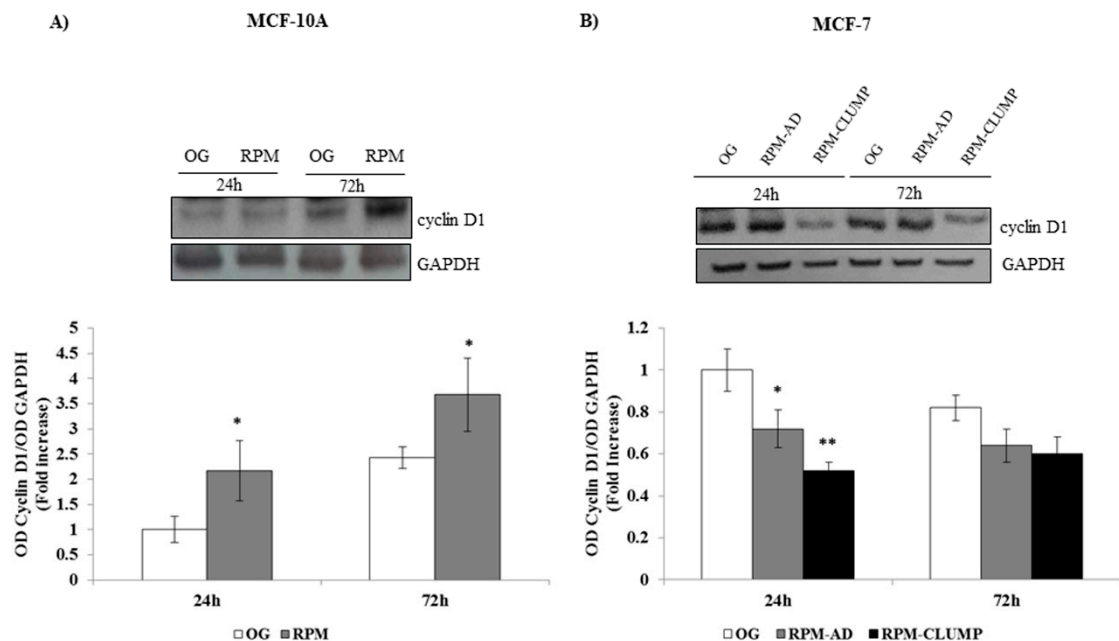 A)
MCF-10A
OG RPM OG RPM
24h 72h
cyclin D1
GAPDH
OD Cyclin D1/OD GAPDH
(Fold increase)
5
4.5
4
3.5
3
2.5
2
1.5
1
0.5
0
*
*
24h 72h
OG RPM
B)
MCF-7
OG RPM-AD RPM-CLUMP OG RPM-AD RPM-CLUMP
24h 72h
cyclin D1
GAPDH
OD Cyclin D1/OD GAPDH
(Fold Increase)
1.2
1
0.8
0.6
0.4
0.2
0
*
**
24h 72h
OG RPM-AD RPM-CLUMP